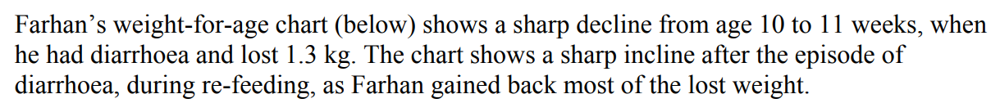 Farhan’s weight-for-age chart (below) shows a sharp decline from age 10 to 11 weeks, when
he had diarrhoea and lost 1.3 kg. The chart shows a sharp incline after the episode of
diarrhoea, during re-feeding, as Farhan gained back most of the lost weight.